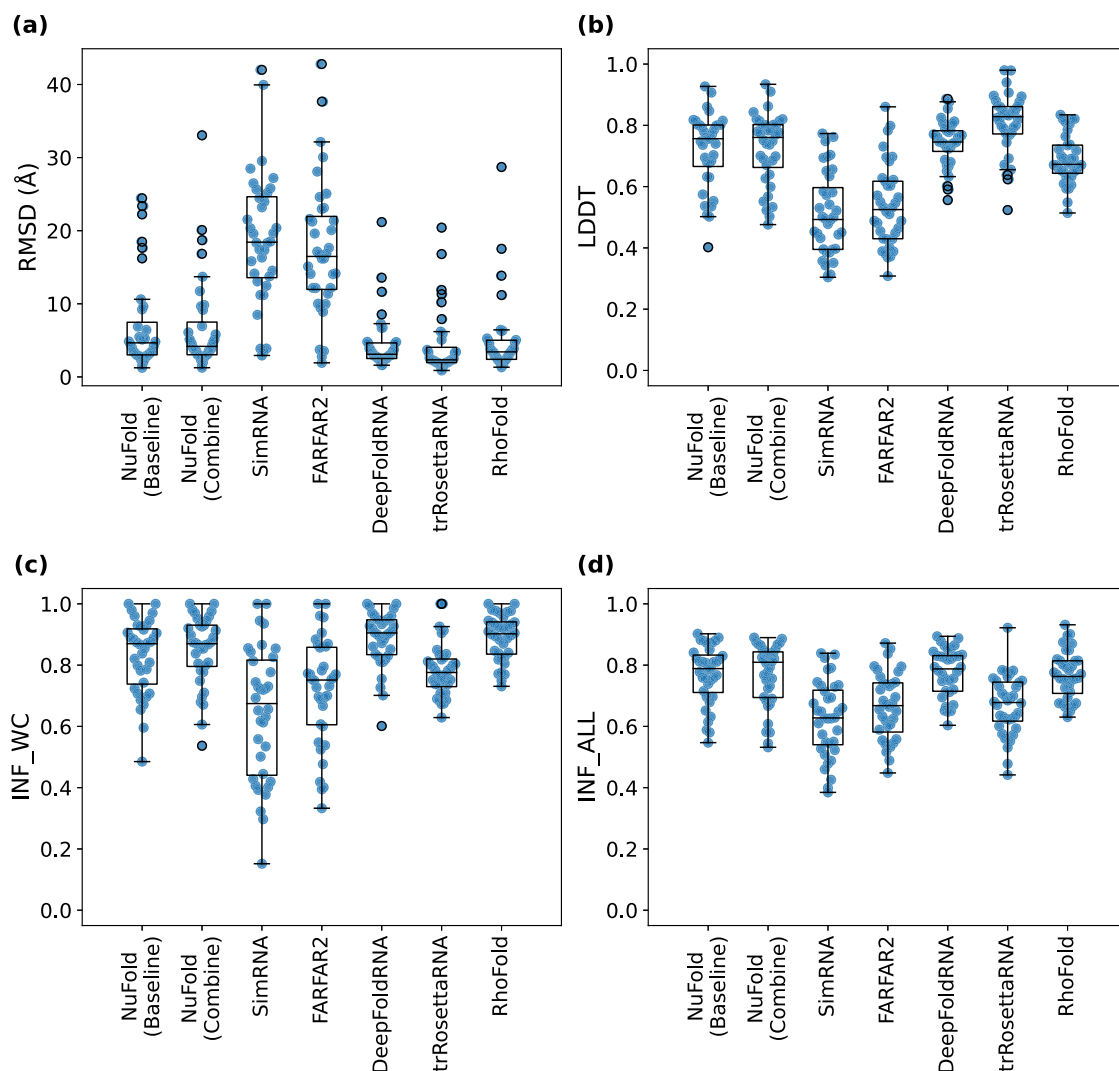 (a)
RMSD (Å)
40
30
20
10
0
NuFold
(Baseline)
NuFold
(Combine)
SimRNA
FARFAR2
DeepFoldRNA
trRosettaRNA
RhoFold
(b)
LDDT
1.0
0.8
0.6
0.4
0.2
0.0
NuFold
(Baseline)
NuFold
(Combine)
SimRNA
FARFAR2
DeepFoldRNA
trRosettaRNA
RhoFold
(c)
INF_WC
1.0
0.8
0.6
0.4
0.2
0.0
NuFold
(Baseline)
NuFold
(Combine)
SimRNA
FARFAR2
DeepFoldRNA
trRosettaRNA
RhoFold
(d)
INF_ALL
1.0
0.8
0.6
0.4
0.2
0.0
NuFold
(Baseline)
NuFold
(Combine)
SimRNA
FARFAR2
DeepFoldRNA
trRosettaRNA
RhoFold